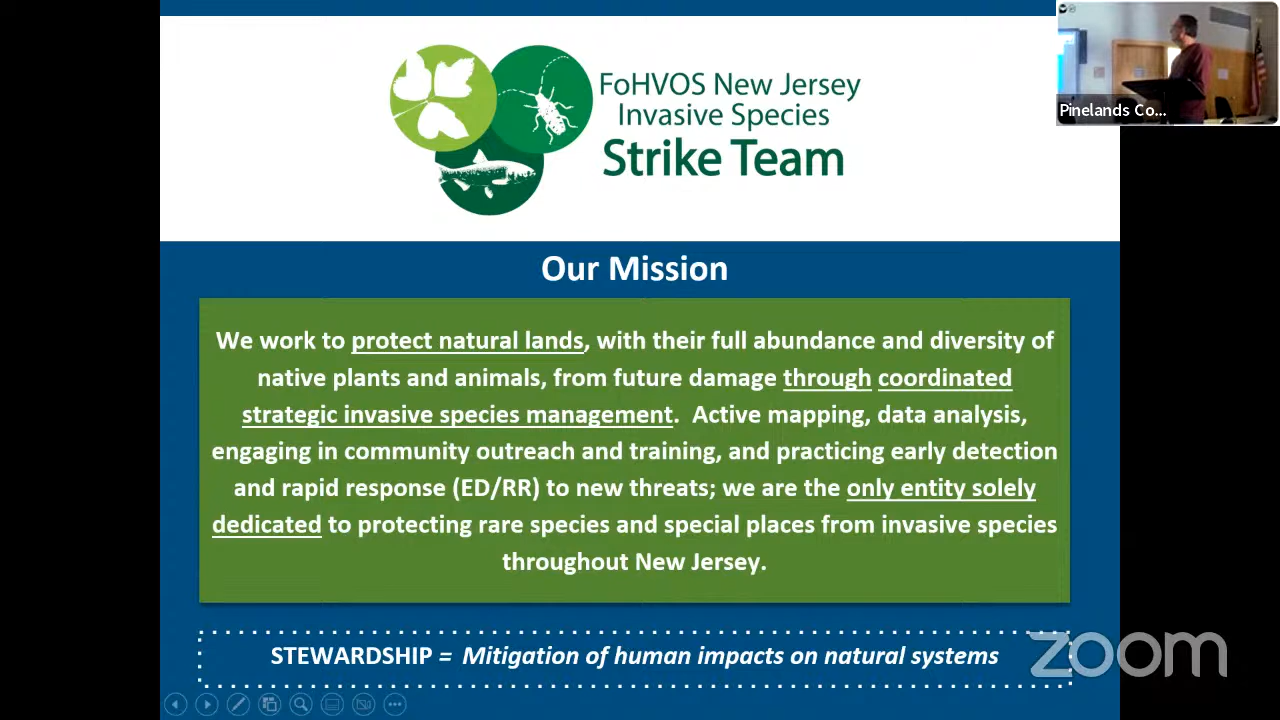 FoHVOS New Jersey
Invasive Species
Strike Team
Pinelands Co...
Our Mission
We work to protect natural lands, with their full abundance and diversity of
native plants and animals, from future damage through coordinated
strategic invasive species management. Active mapping, data analysis,
engaging in community outreach and training, and practicing early detection
and rapid response (ED/RR) to new threats; we are the only entity solely
dedicated to protecting rare species and special places from invasive species
throughout New Jersey.
STEWARDSHIP = Mitigation of human impacts on natural systems
zoom